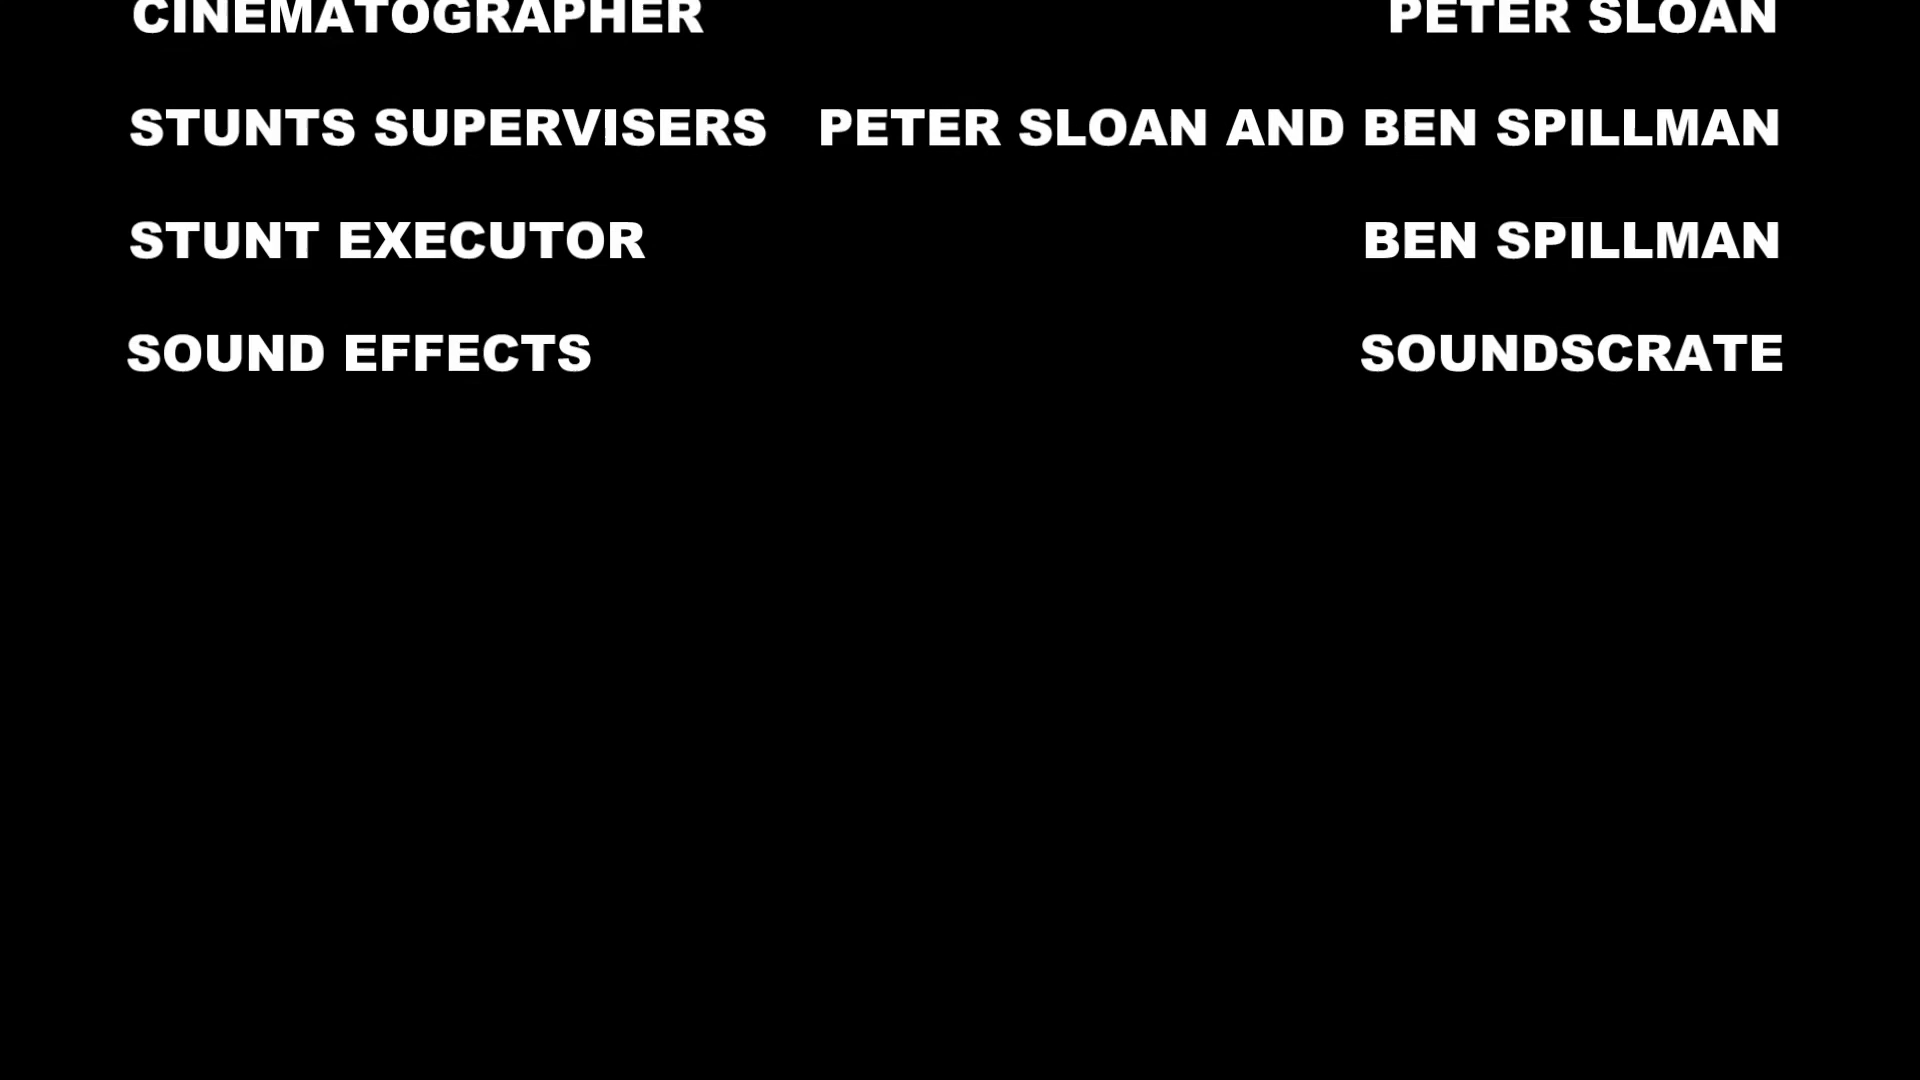 CINEMATOGRAPHER PETER SLOAN
STUNTS SUPERVISERS PETER SLOAN AND BEN SPILLMAN
STUNT EXECUTOR BEN SPILLMAN
SOUND EFFECTS SOUNDSCRATE